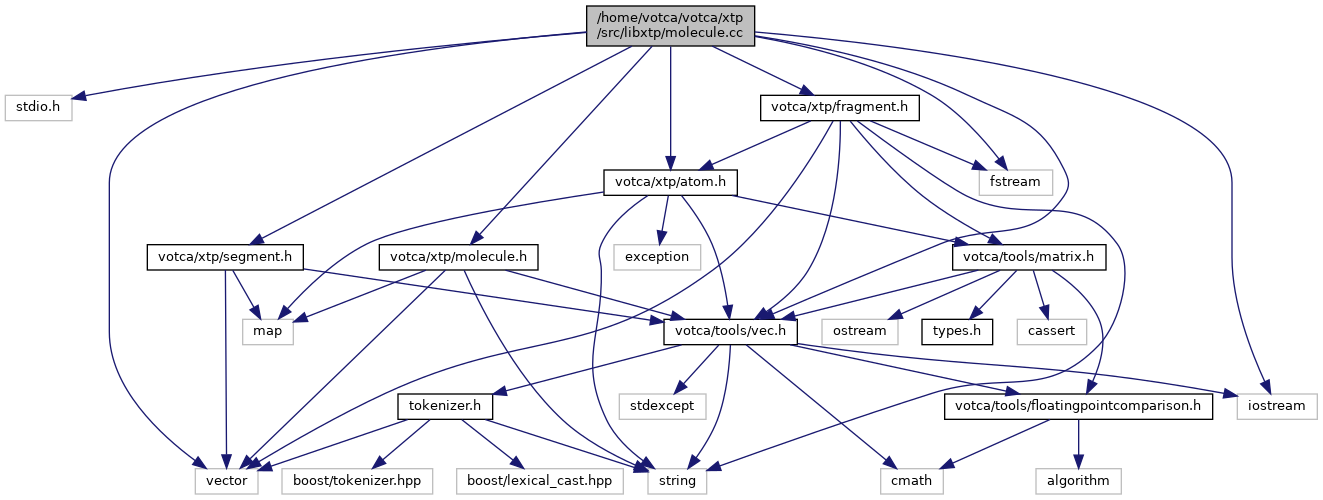 /home/votca/votca/xtp
/src/libxtp/molecule.cc
stdio.h
votca/xtp/fragment.h
votca/xtp/atom.h
fstream
votca/xtp/segment.h
votca/xtp/molecule.h
exception
votca/tools/matrix.h
map
votca/tools/vec.h
ostream
types.h
cassert
tokenizer.h
stdexcept
votca/tools/floatingpointcomparison.h
iostream
vector
boost/tokenizer.hpp
boost/lexical_cast.hpp
string
cmath
algorithm